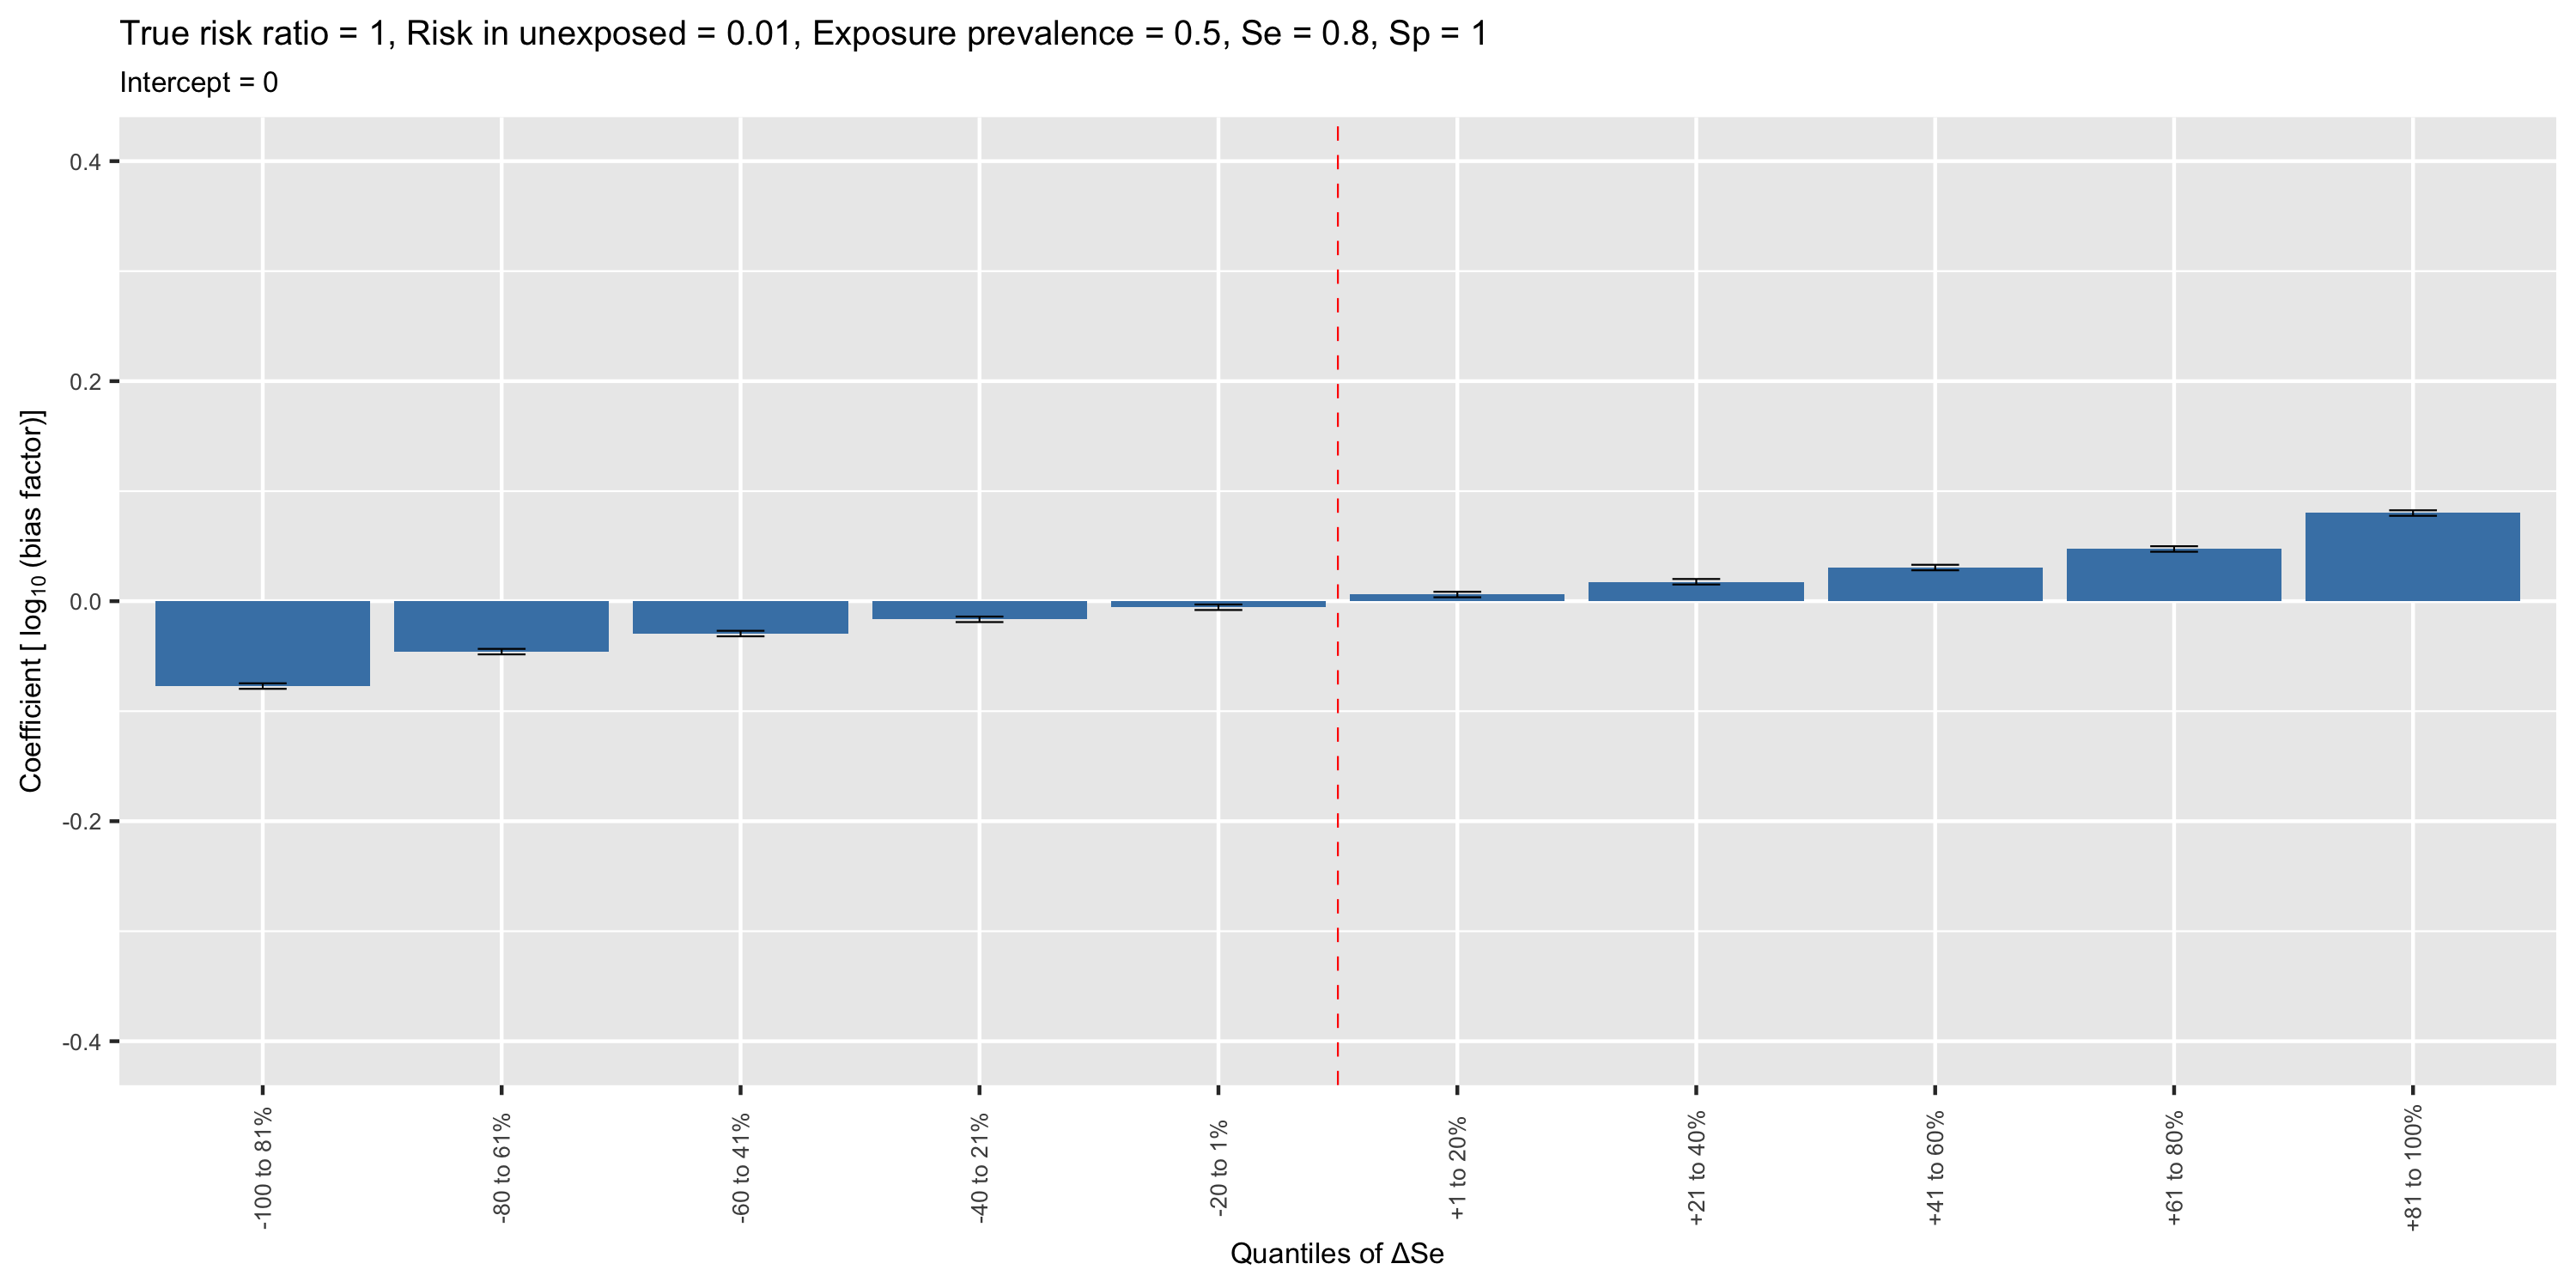 True risk ratio = 1, Risk in unexposed = 0.01, Exposure prevalence = 0.5, Se = 0.8, Sp = 1
Intercept = 0
Coefficient [ log₁₀ (bias factor)]
0.4
0.2
0.0
-0.2
-0.4
-100 to 81%
-80 to 61%
-60 to 41%
-40 to 21%
-20 to 1%
+1 to 20%
+21 to 40%
+41 to 60%
+61 to 80%
+81 to 100%
Quantiles of ΔSe